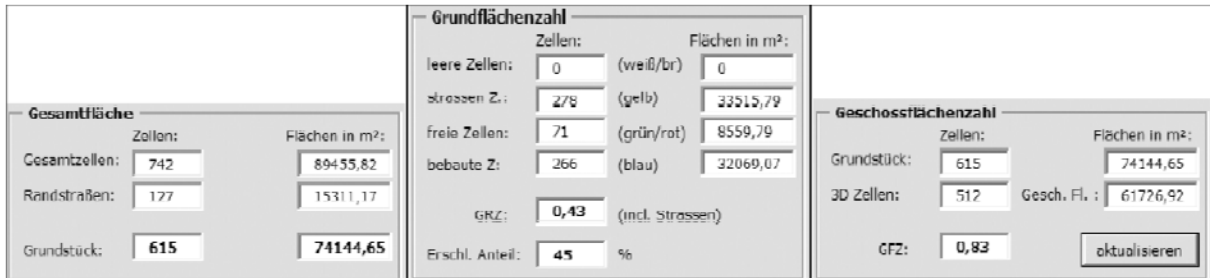 Gesamtfläche
Zellen: Flächen in m²:
Gesamtzellen: 742 89455,82
Randstraßen: 127 15311,17
Grundstück: 615 74144,65
Grundflächenzahl
Zellen: Flächen in m²:
leere Zellen: 0 (weiß/br) 0
strassen Z.: 278 (gelb) 33515,79
freie Zellen: 71 (grün/rot) 8559,79
bebaute Z: 266 (blau) 32069,07
GRZ: 0,43 (incl. Strassen)
Erschl. Anteil: 45 %
Geschossflächenzahl
Zellen: Flächen in m²:
Grundstück: 615 74144,65
3D Zellen: 512 Gesch. Fl. : 61726,92
GFZ: 0,83 aktualisieren